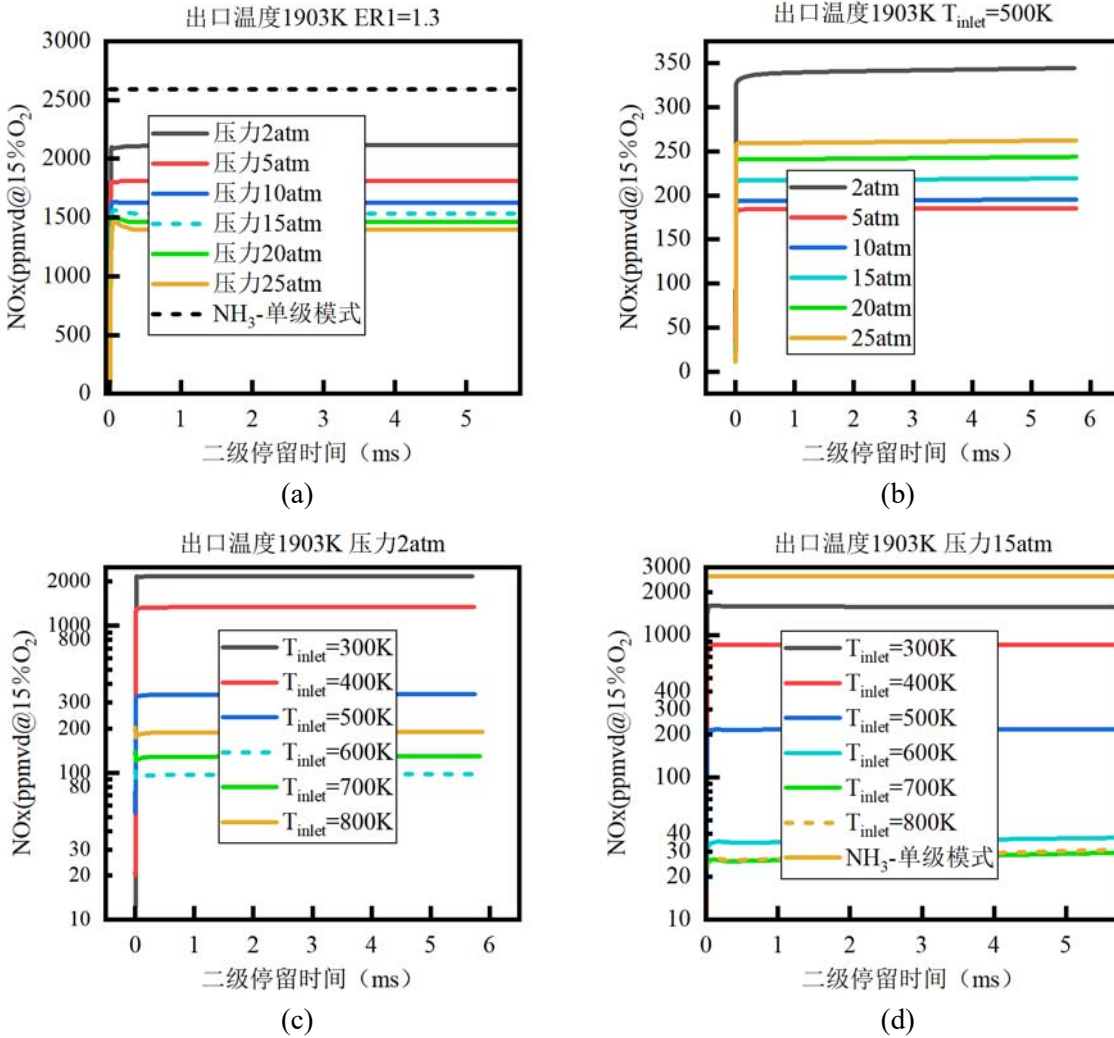 出口温度1903K ER1=1.3
NOx(ppmvd@15%O2)
3000
2500
2000
1500
1000
500
0
压力2atm
压力5atm
压力10atm
压力15atm
压力20atm
压力25atm
NH3-单级模式
0 1 2 3 4 5
二级停留时间（ms）
(a)
出口温度1903K Tinlet=500K
NOx(ppmvd@15%O2)
350
300
250
200
150
100
50
0
2atm
5atm
10atm
15atm
20atm
25atm
0 1 2 3 4 5 6
二级停留时间（ms）
(b)
出口温度1903K 压力2atm
NOx(ppmvd@15%O2)
2000
1000
800
300
200
100
80
30
20
10
Tinlet=300K
Tinlet=400K
Tinlet=500K
Tinlet=600K
Tinlet=700K
Tinlet=800K
0 1 2 3 4 5 6
二级停留时间（ms）
(c)
出口温度1903K 压力15atm
NOx(ppmvd@15%O2)
3000
1000
400
300
200
100
40
30
20
10
Tinlet=300K
Tinlet=400K
Tinlet=500K
Tinlet=600K
Tinlet=700K
Tinlet=800K
NH3-单级模式
0 1 2 3 4 5
二级停留时间（ms）
(d)